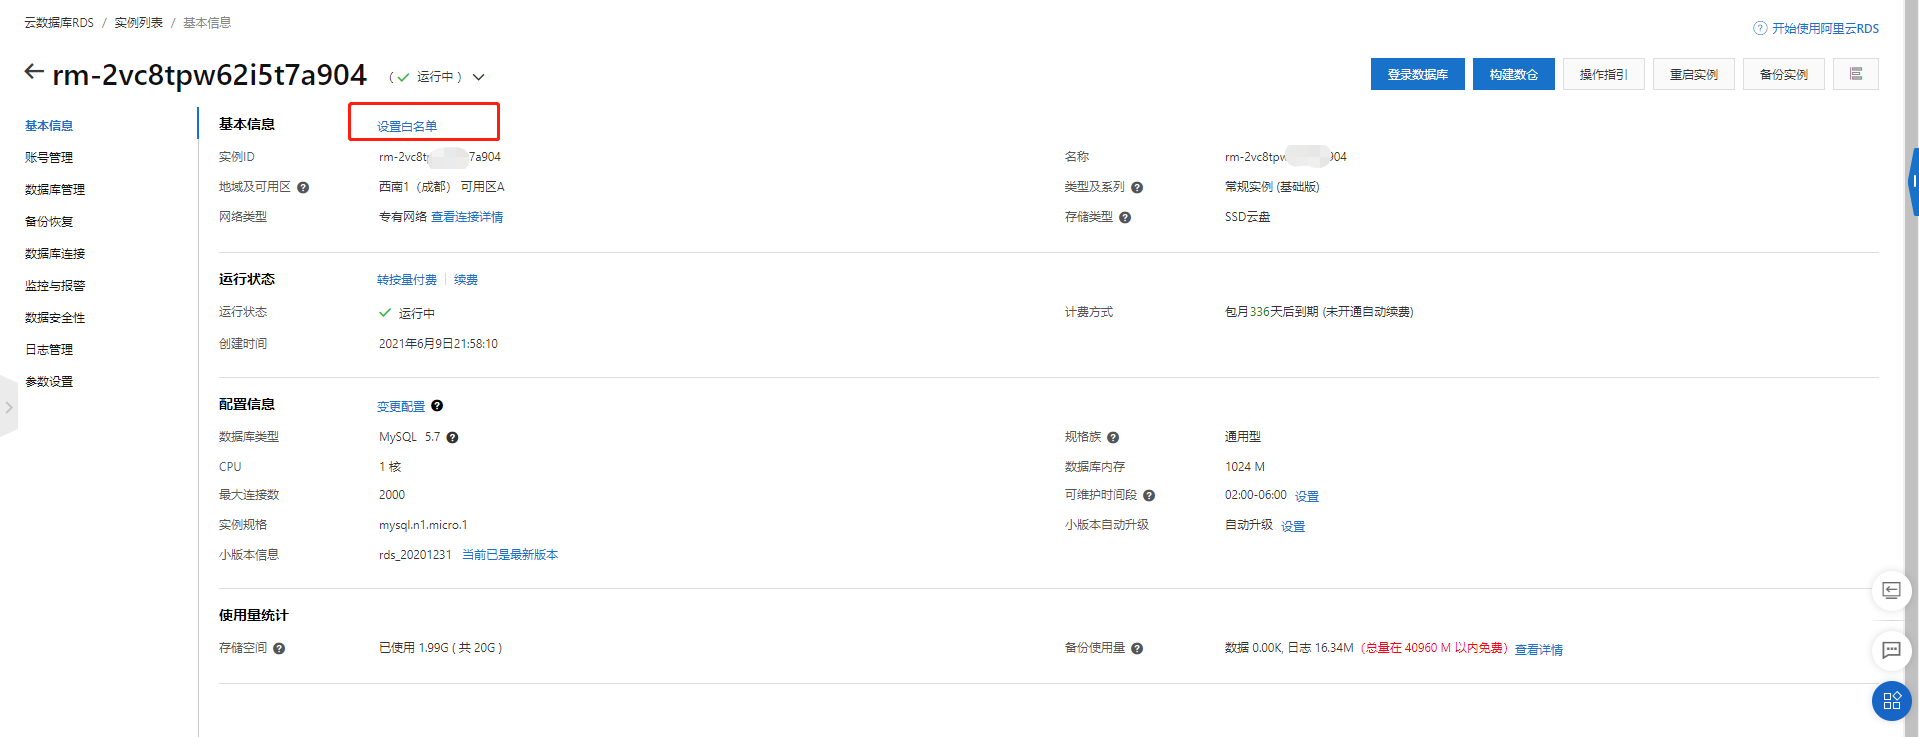 云数据库RDS / 实例列表 / 基本信息
开始使用阿里云RDS
rm-2vc8tpw62i5t7a904 ( 运行中 )
登录数据库 构建数仓 操作指引 重启实例 备份实例
基本信息
账号管理
数据库管理
备份恢复
数据库连接
监控与报警
数据安全性
日志管理
参数设置
基本信息 设置白名单
实例ID rm-2vc8t 7a904 名称 rm-2vc8tpw 904
地域及可用区 西南1（成都） 可用区A 类型及系列 常规实例 (基础版)
网络类型 专有网络 查看连接详情 存储类型 SSD云盘
运行状态 转按量付费 续费
运行状态 运行中 计费方式 包月336天后到期 (未开通自动续费)
创建时间 2021年6月9日21:58:10
配置信息 变更配置
数据库类型 MySQL 5.7 规格族 通用型
CPU 1 核 数据库内存 1024 M
最大连接数 2000 可维护时间段 02:00-06:00 设置
实例规格 mysql.n1.micro.1 小版本自动升级 自动升级 设置
小版本信息 rds_20201231 当前已是最新版本
使用量统计
存储空间 已使用 1.99G ( 共 20G ) 备份使用量 数据 0.00K, 日志 16.34M（总量在 40960 M 以内免费）查看详情